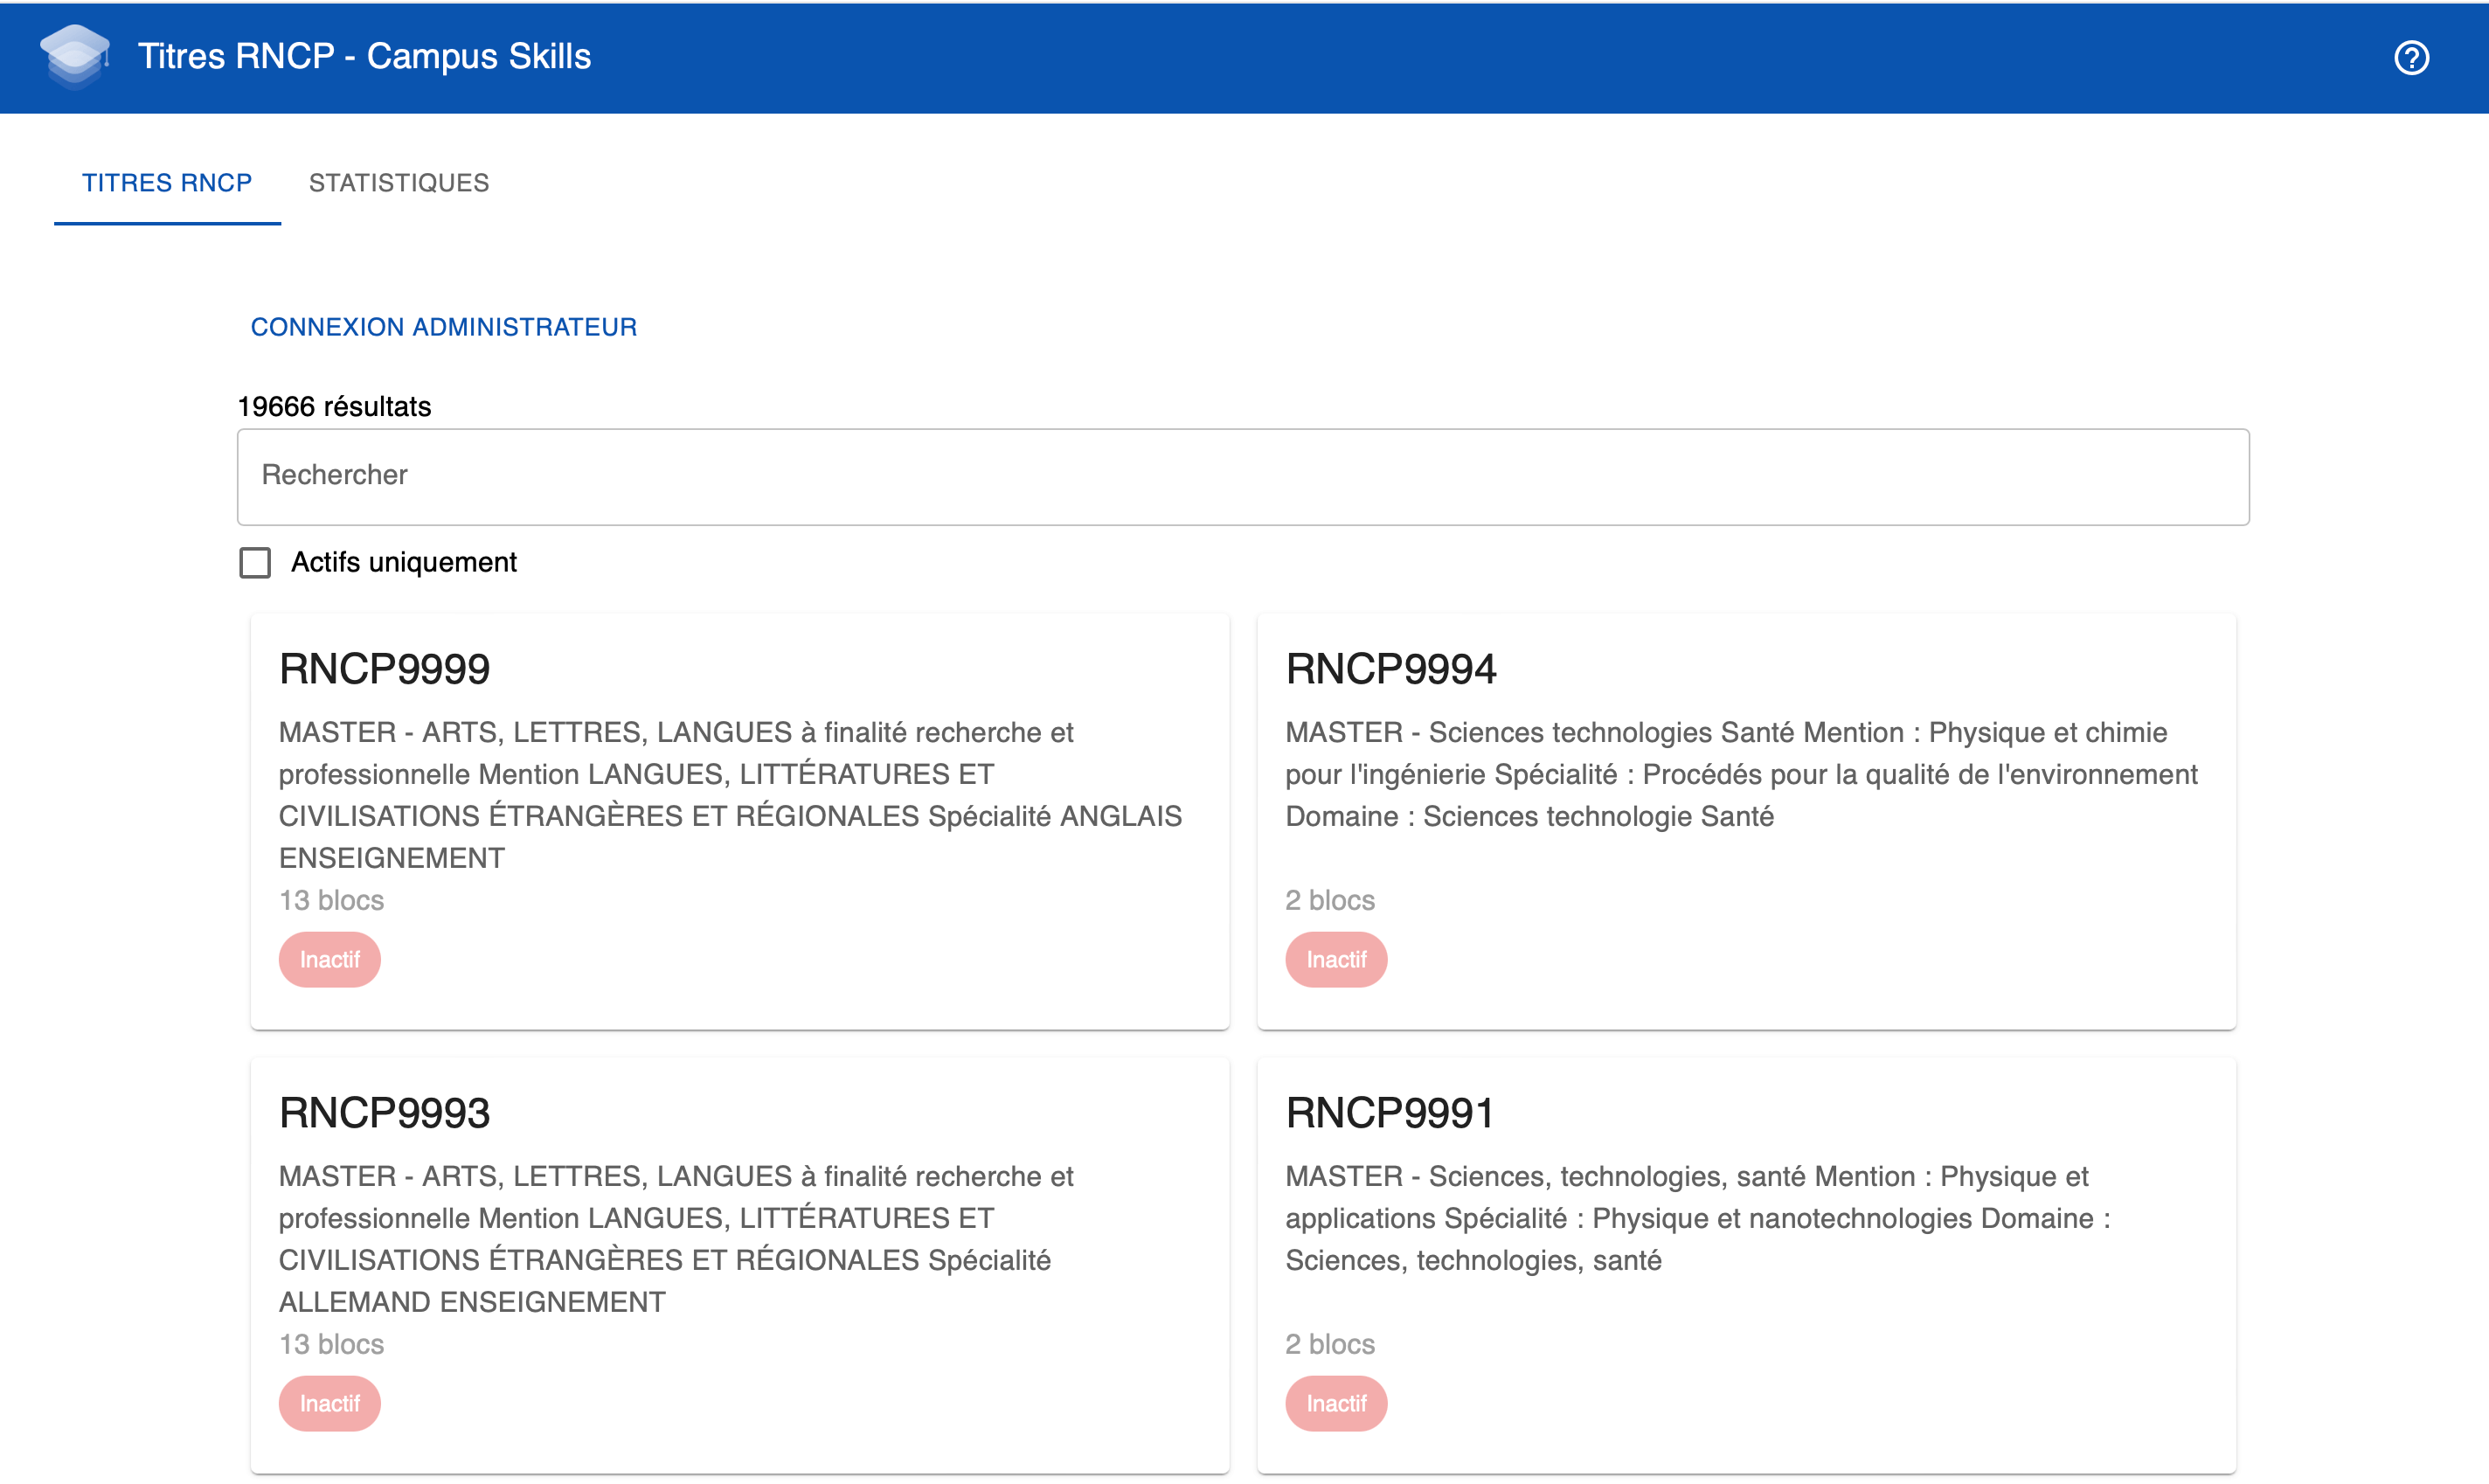 Titres RNCP - Campus Skills
TITRES RNCP
STATISTIQUES
CONNEXION ADMINISTRATEUR
19666 résultats
Rechercher
Actifs uniquement
RNCP9999
MASTER - ARTS, LETTRES, LANGUES à finalité recherche et
professionnelle Mention LANGUES, LITTÉRATURES ET
CIVILISATIONS ÉTRANGÈRES ET RÉGIONALES Spécialité ANGLAIS
ENSEIGNEMENT
13 blocs
Inactif
RNCP9994
MASTER - Sciences technologies Santé Mention : Physique et chimie
pour l'ingénierie Spécialité : Procédés pour la qualité de l'environnement
Domaine : Sciences technologie Santé
2 blocs
Inactif
RNCP9993
MASTER - ARTS, LETTRES, LANGUES à finalité recherche et
professionnelle Mention LANGUES, LITTÉRATURES ET
CIVILISATIONS ÉTRANGÈRES ET RÉGIONALES Spécialité
ALLEMAND ENSEIGNEMENT
13 blocs
Inactif
RNCP9991
MASTER - Sciences, technologies, santé Mention : Physique et
applications Spécialité : Physique et nanotechnologies Domaine :
Sciences, technologies, santé
2 blocs
Inactif